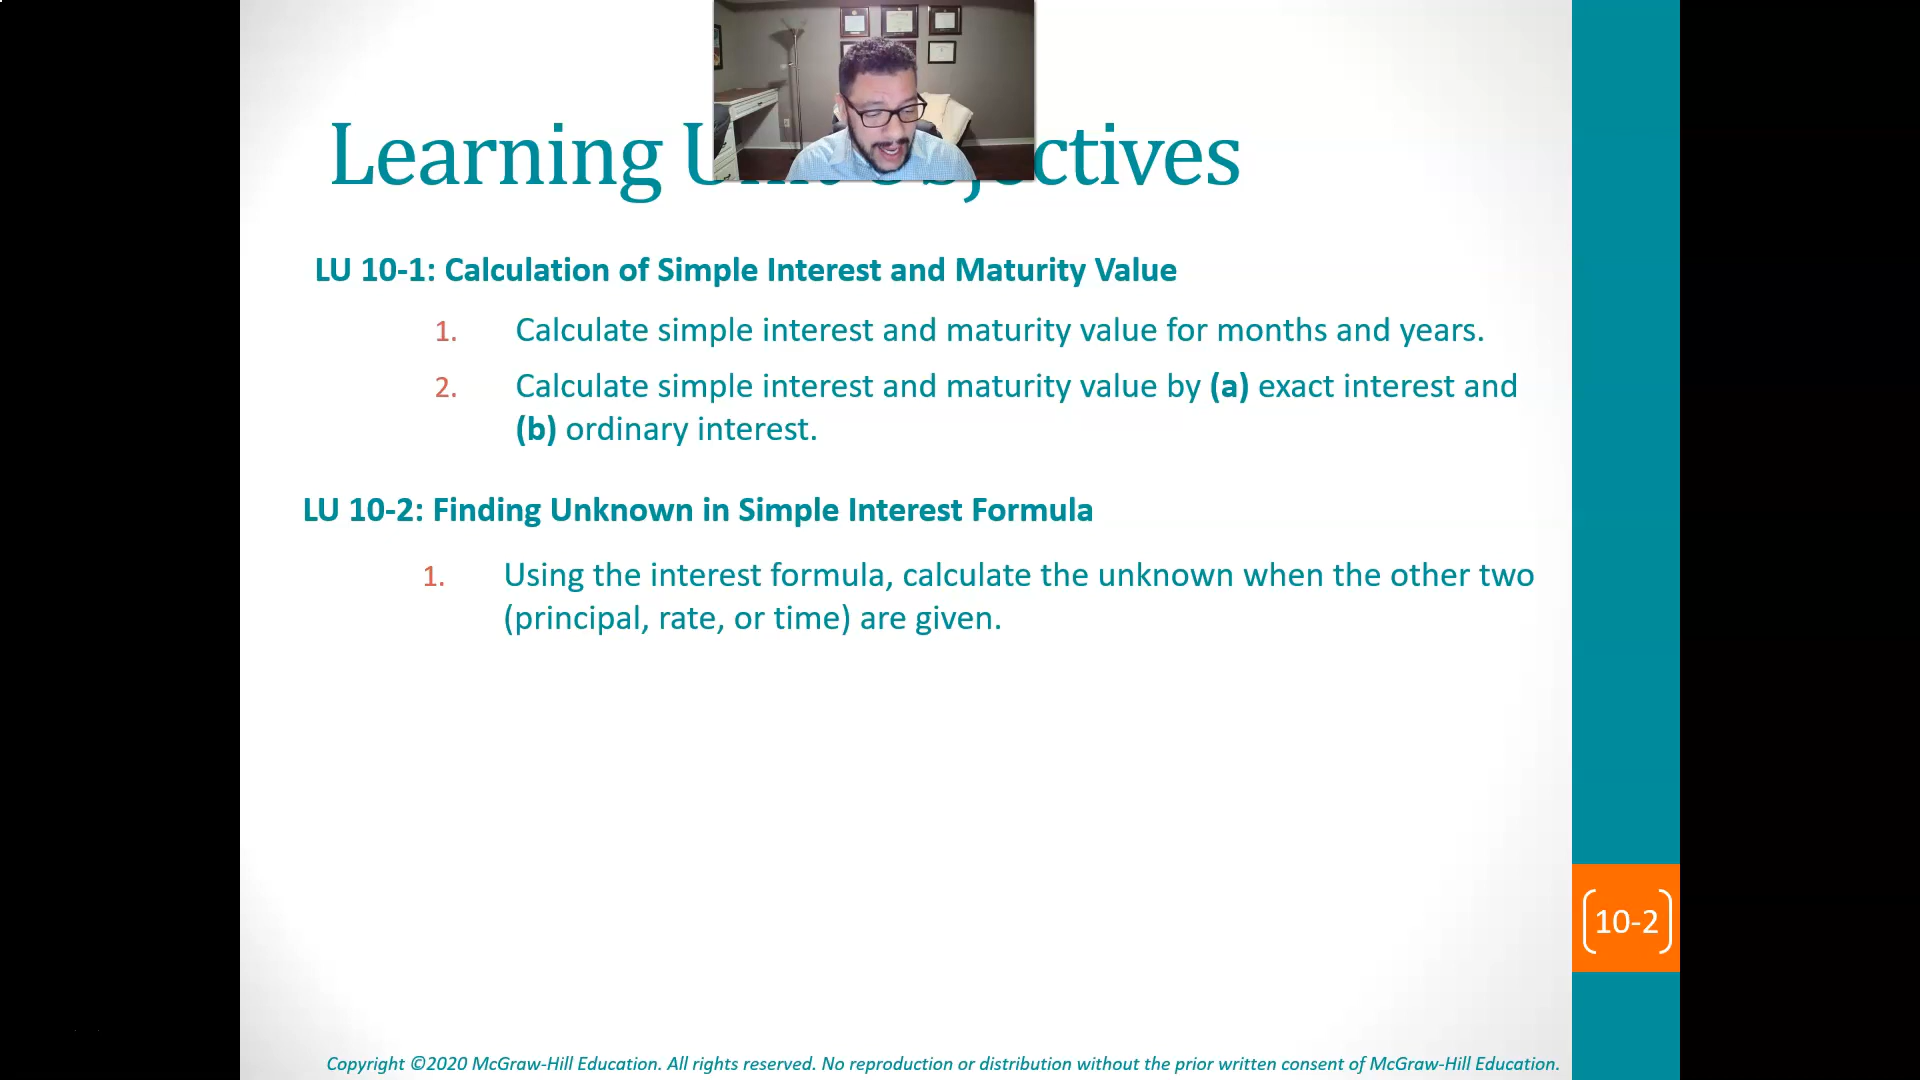 Learning Unit Objectives
LU 10-1: Calculation of Simple Interest and Maturity Value
1. Calculate simple interest and maturity value for months and years.
2. Calculate simple interest and maturity value by (a) exact interest and
(b) ordinary interest.
LU 10-2: Finding Unknown in Simple Interest Formula
1. Using the interest formula, calculate the unknown when the other two
(principal, rate, or time) are given.
10-2
Copyright ©2020 McGraw-Hill Education. All rights reserved. No reproduction or distribution without the prior written consent of McGraw-Hill Education.